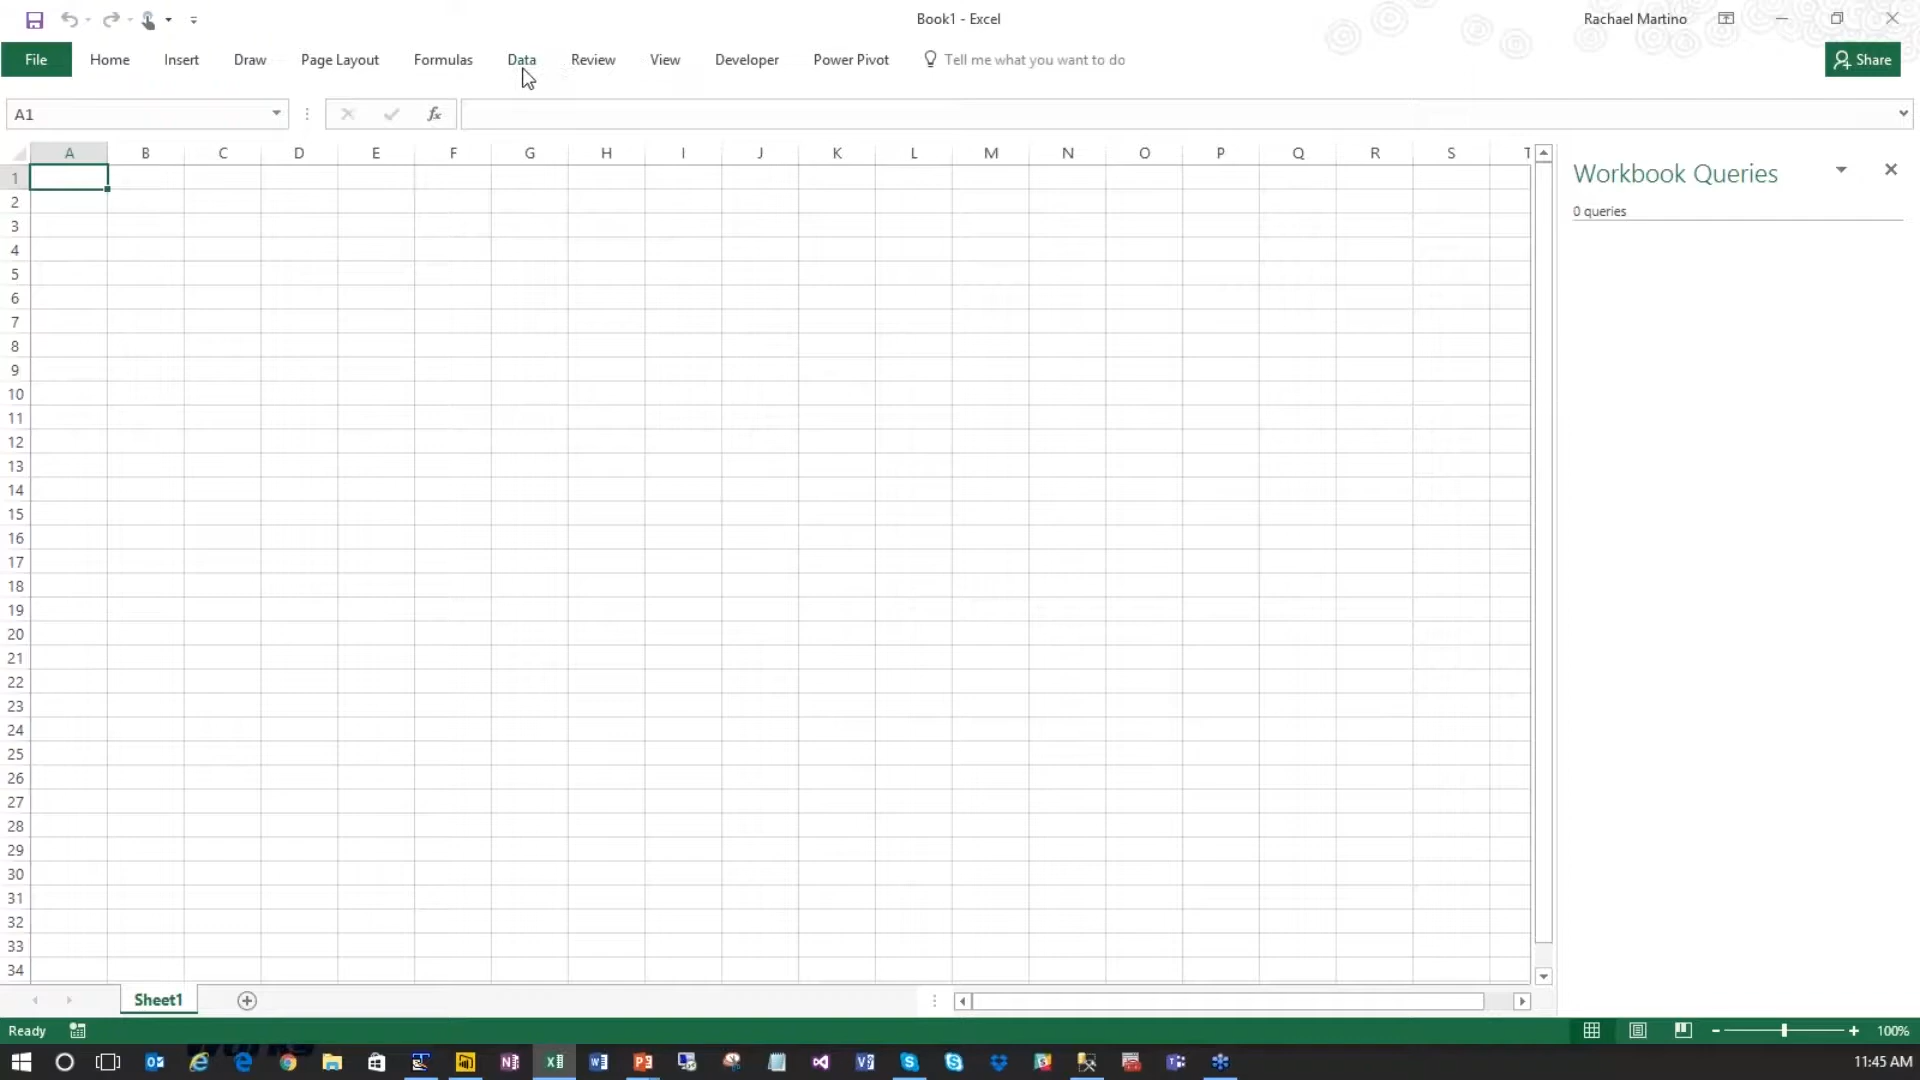 Book1 - Excel
Rachael Martino
File
Home
Insert
Draw
Page Layout
Formulas
Data
Review
View
Developer
Power Pivot
Tell me what you want to do
Share
A1
fx
A B C D E F G H I J K L M N O P Q R S T
Workbook Queries
0 queries
1
2
3
4
5
6
7
8
9
10
11
12
13
14
15
16
17
18
19
20
21
22
23
24
25
26
27
28
29
30
31
32
33
34
Sheet1
Ready
100%
11:45 AM